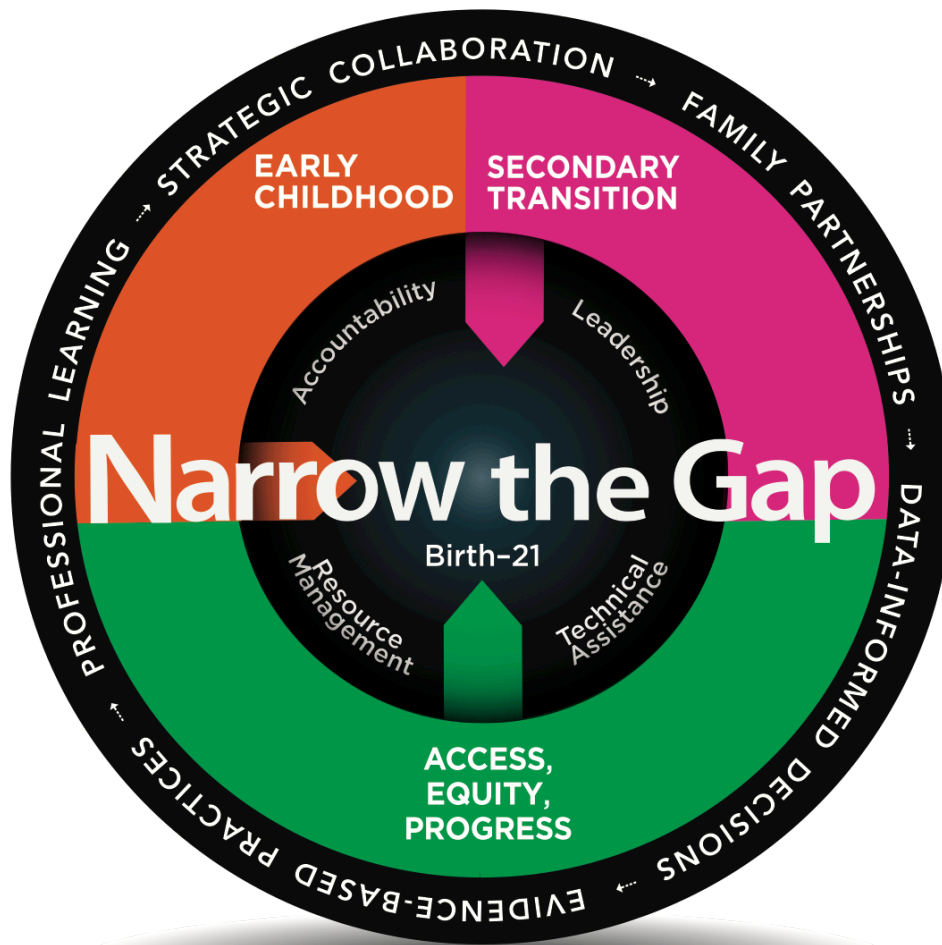 STRATEGIC COLLABORATION → FAMILY PARTNERSHIPS → DATA-INFORMED DECISIONS → EVIDENCE-BASED PRACTICES → PROFESSIONAL LEARNING →
EARLY
CHILDHOOD
SECONDARY
TRANSITION
Accountability
Leadership
Narrow the Gap
Birth–21
Resource
Management
Technical
Assistance
ACCESS,
EQUITY,
PROGRESS